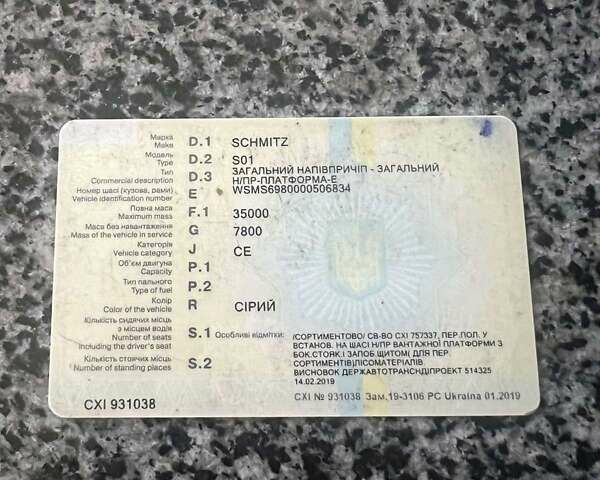 Марка D.1 SCHMITZ
Make
Модель D.2 S01
Type
Тип D.3 ЗАГАЛЬНИЙ НАПІВПРИЧІП - ЗАГАЛЬНИЙ
Commercial description Н/ПР-ПЛАТФОРМА-Е
Номер шасі (кузова, рами) E WSMS6980000506834
Vehicle identification number
Повна маса F.1 35000
Maximum mass
Маса без навантаження G 7800
Mass of the vehicle in service
Категорія J CE
Vehicle category
Об'єм двигуна P.1
Capacity
Тип пального P.2
Type of fuel
Колір R СІРИЙ
Color of the vehicle
Кількість сидячих місць
з місцем водія S.1 Особливі відмітки: /СОРТИМЕНТОВО/ СВ-ВО СХІ 757337, ПЕР.ПОЛ. У
Number of seats ВСТАНОВ. НА ШАСІ Н/ПР ВАНТАЖНОЇ ПЛАТФОРМИ З
including the driver's seat БОК.СТОЯК.І ЗАПОБ.ЩИТОМ( ДЛЯ ПЕР.
Кількість стоячих місць S.2 СОРТИМЕНТІВ/ЛІСОМАТЕРІАЛІВ
Number of standing places ВИСНОВОК ДЕРЖАВТОТРАНСНДІПРОЕКТ 514325
14.02.2019
СХІ 931038 СХІ № 931038 Зам.19-3106 PC Ukraina 01.2019